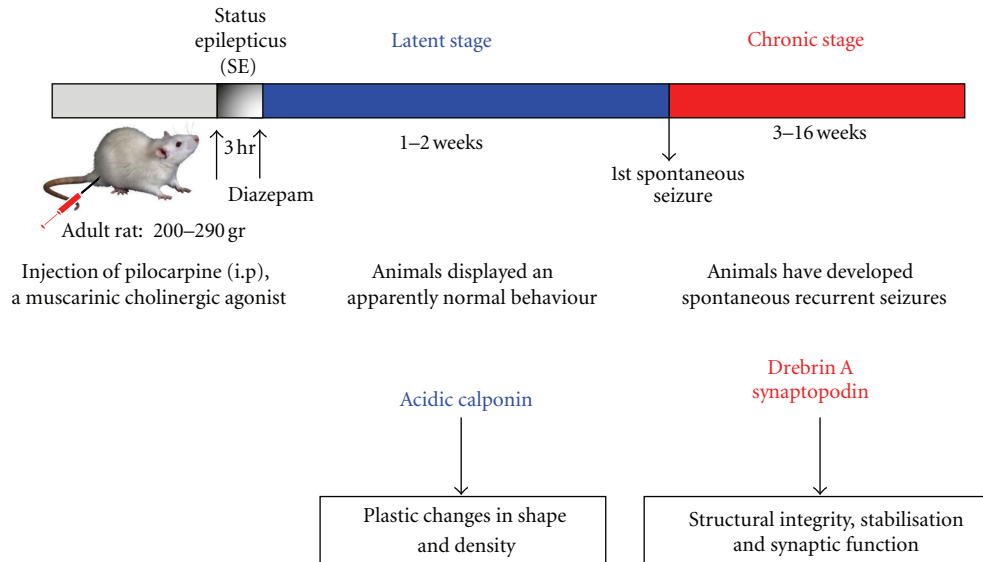 Status
epilepticus
(SE)
Latent stage
Chronic stage
3 hr
Diazepam
1–2 weeks
1st spontaneous
seizure
3–16 weeks
Adult rat: 200–290 gr
Injection of pilocarpine (i.p),
a muscarinic cholinergic agonist
Animals displayed an
apparently normal behaviour
Animals have developed
spontaneous recurrent seizures
Acidic calponin
Drebrin A
synaptopodin
Plastic changes in shape
and density
Structural integrity, stabilisation
and synaptic function